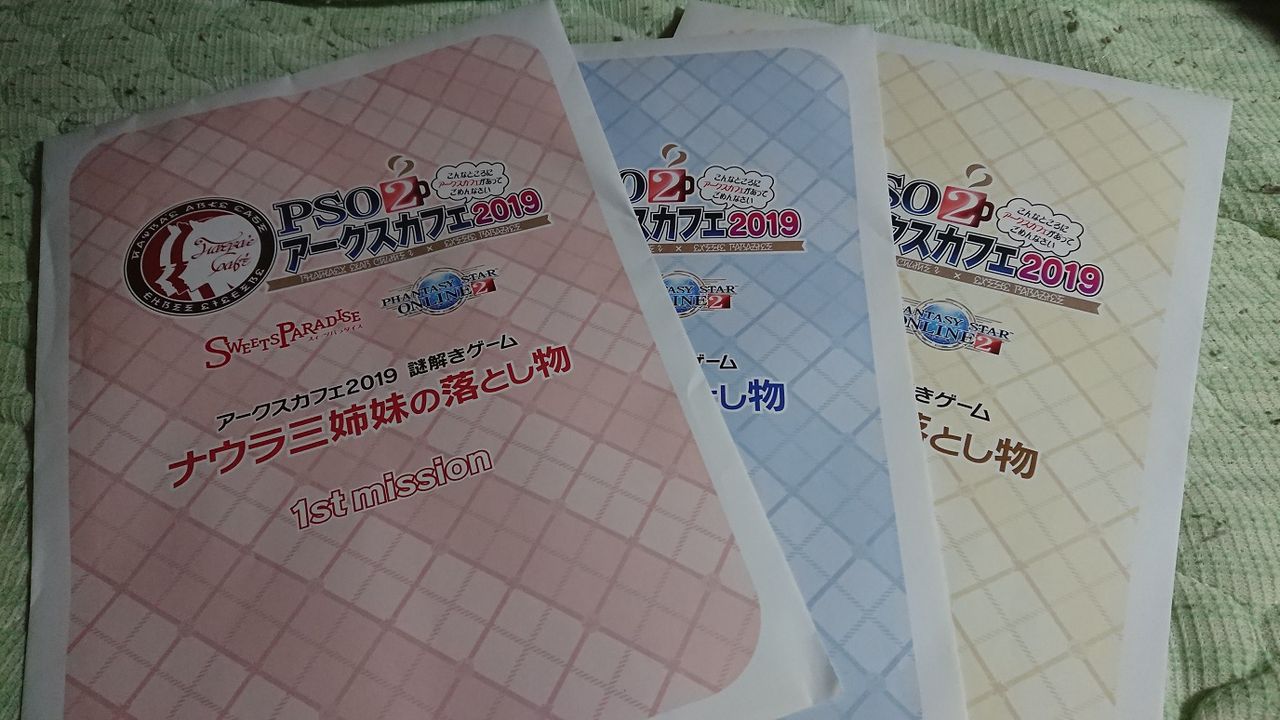 PSO2
こんなところに
アークスカフェがあって
ごめんなさい
アークスカフェ2019
SWEETS PARADISE
スイーツパラダイス
PHANTASY STAR
ONLINE 2
アークスカフェ2019 謎解きゲーム
ナウラ三姉妹の落とし物
1st mission
SO2
こんなところに
アークスカフェがあって
ごめんなさい
スカフェ2019
STAR
INE 2
ゲーム
とし物
SO2
こんなところに
アークスカフェがあって
ごめんなさい
クスカフェ2019
ANTASY STAR
ONLINE 2
きゲーム
落とし物